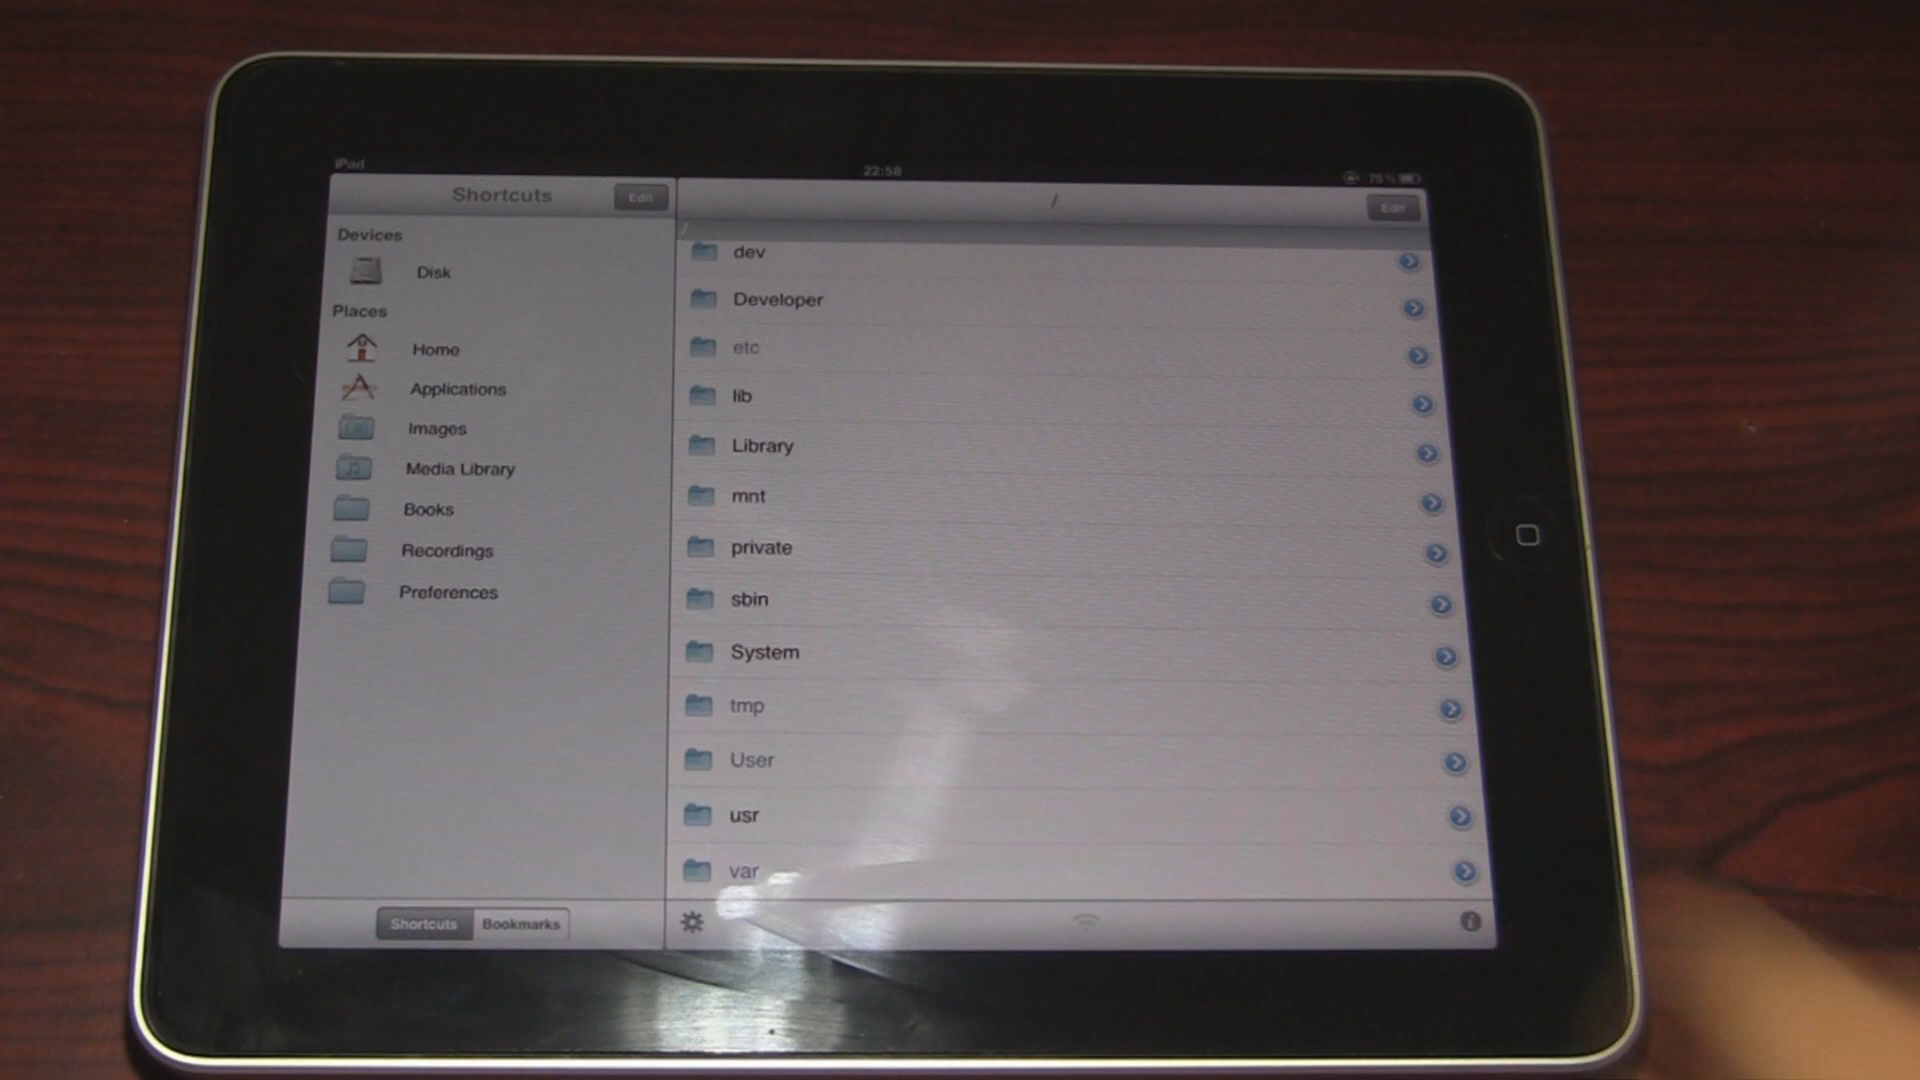 iPad
22:58
75%
Shortcuts
Edit
/
Edit
/
Devices
Disk
Places
Home
Applications
Images
Media Library
Books
Recordings
Preferences
dev
Developer
etc
lib
Library
mnt
private
sbin
System
tmp
User
usr
var
Shortcuts
Bookmarks